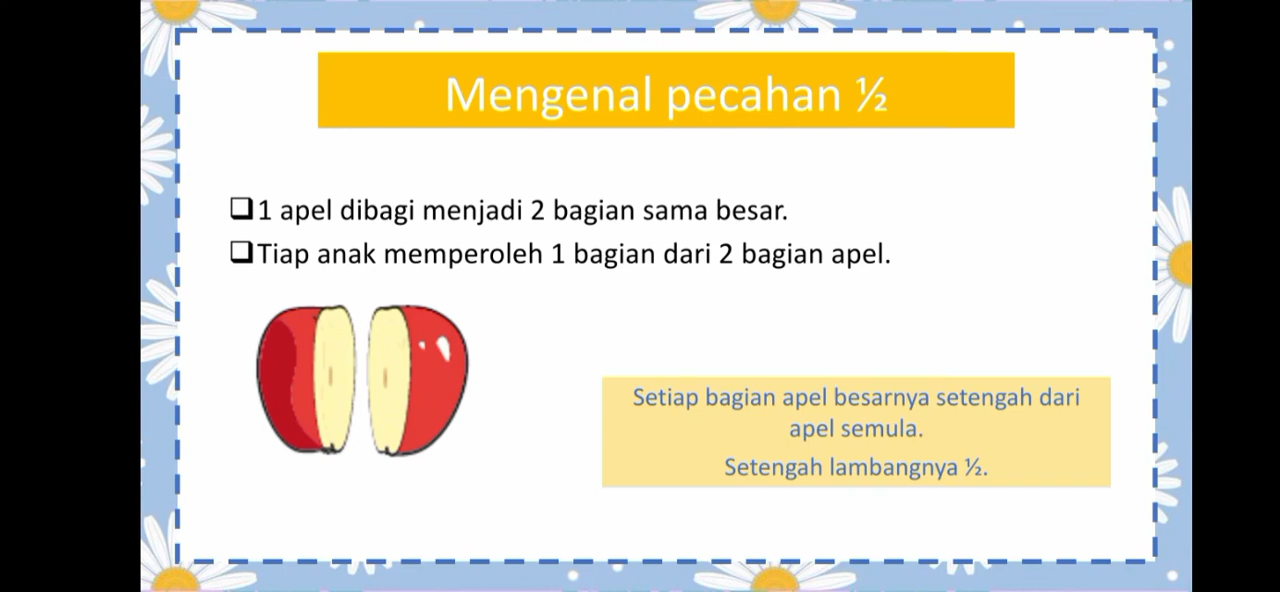 Mengenal pecahan ½
❑1 apel dibagi menjadi 2 bagian sama besar.
❑Tiap anak memperoleh 1 bagian dari 2 bagian apel.
Setiap bagian apel besarnya setengah dari
apel semula.
Setengah lambangnya ½.